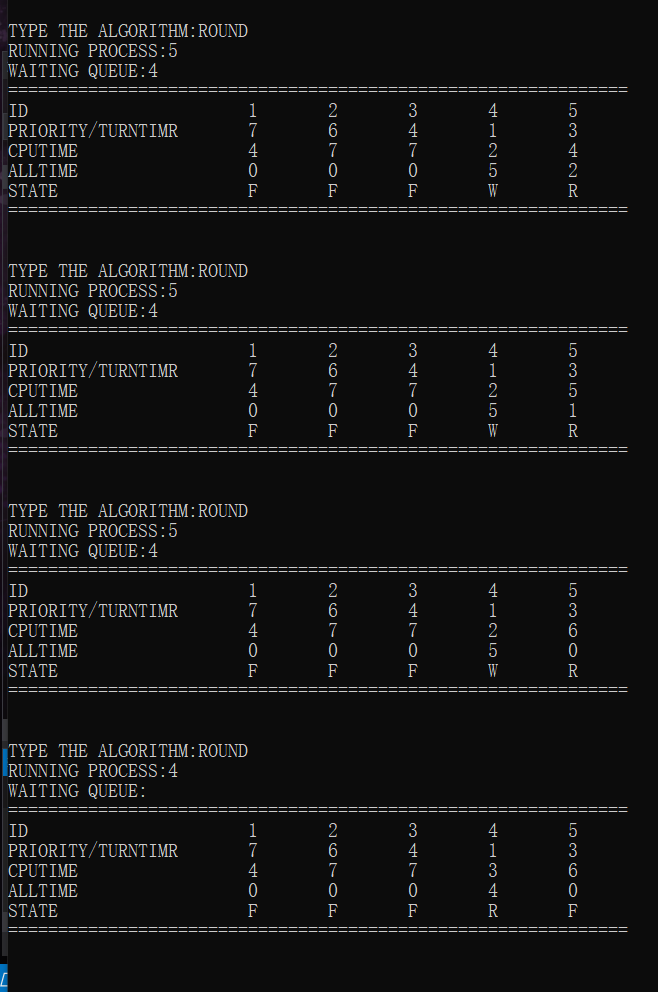 TYPE THE ALGORITHM:ROUND
RUNNING PROCESS:5
WAITING QUEUE:4
==============================================================
ID 1 2 3 4 5
PRIORITY/TURNTIMR 7 6 4 1 3
CPUTIME 4 7 7 2 4
ALLTIME 0 0 0 5 2
STATE F F F W R
==============================================================
TYPE THE ALGORITHM:ROUND
RUNNING PROCESS:5
WAITING QUEUE:4
==============================================================
ID 1 2 3 4 5
PRIORITY/TURNTIMR 7 6 4 1 3
CPUTIME 4 7 7 2 5
ALLTIME 0 0 0 5 1
STATE F F F W R
==============================================================
TYPE THE ALGORITHM:ROUND
RUNNING PROCESS:5
WAITING QUEUE:4
==============================================================
ID 1 2 3 4 5
PRIORITY/TURNTIMR 7 6 4 1 3
CPUTIME 4 7 7 2 6
ALLTIME 0 0 0 5 0
STATE F F F W R
==============================================================
TYPE THE ALGORITHM:ROUND
RUNNING PROCESS:4
WAITING QUEUE:
==============================================================
ID 1 2 3 4 5
PRIORITY/TURNTIMR 7 6 4 1 3
CPUTIME 4 7 7 3 6
ALLTIME 0 0 0 4 0
STATE F F F R F
==============================================================